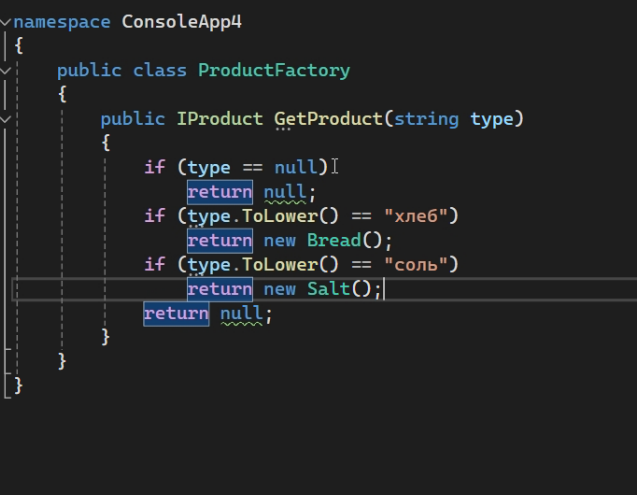 namespace ConsoleApp4
{
public class ProductFactory
{
public IProduct GetProduct(string type)
{
if (type == null)
return null;
if (type.ToLower() == "хлеб")
return new Bread();
if (type.ToLower() == "соль")
return new Salt();
return null;
}
}
}